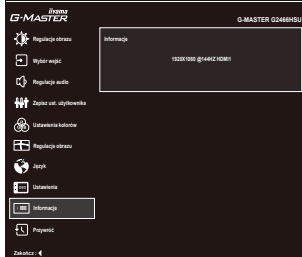 iiyama
G-MASTER
G-MASTER G2466HSU
Regulacje obrazu
Informacje
1920X1080 @144HZ HDMI1
Wybór wejść
Regulacje audio
Zapisz ust. użytkownika
Ustawienia kolorów
Regulacje obrazu
Język
OSD
Ustawienia
Informacje
Przywróć
Zakończ :